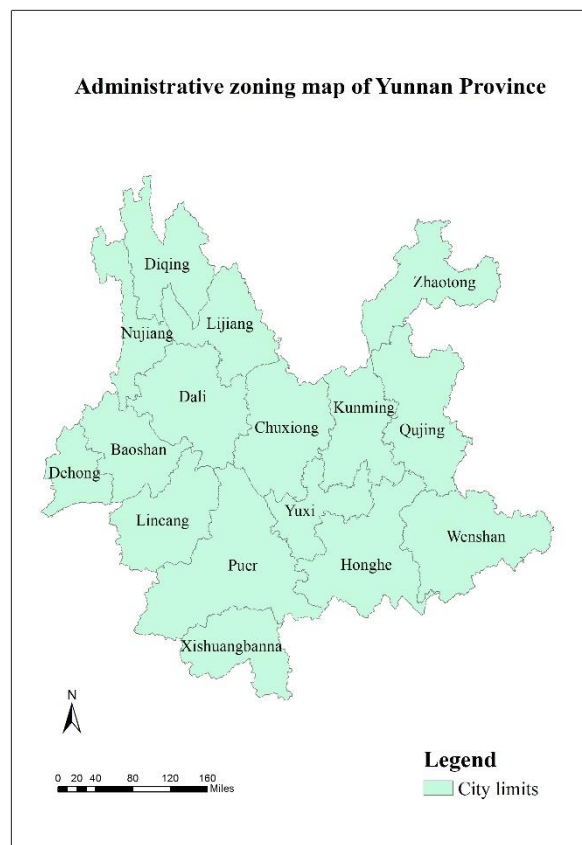 Administrative zoning map of Yunnan Province
Diqing
Zhaotong
Nujiang
Lijiang
Dali
Kunming
Chuxiong
Qujing
Baoshan
Dehong
Lincang
Yuxi
Wenshan
Puer
Honghe
Xishuangbanna
N
0 20 40 80 120 160
Miles
Legend
City limits